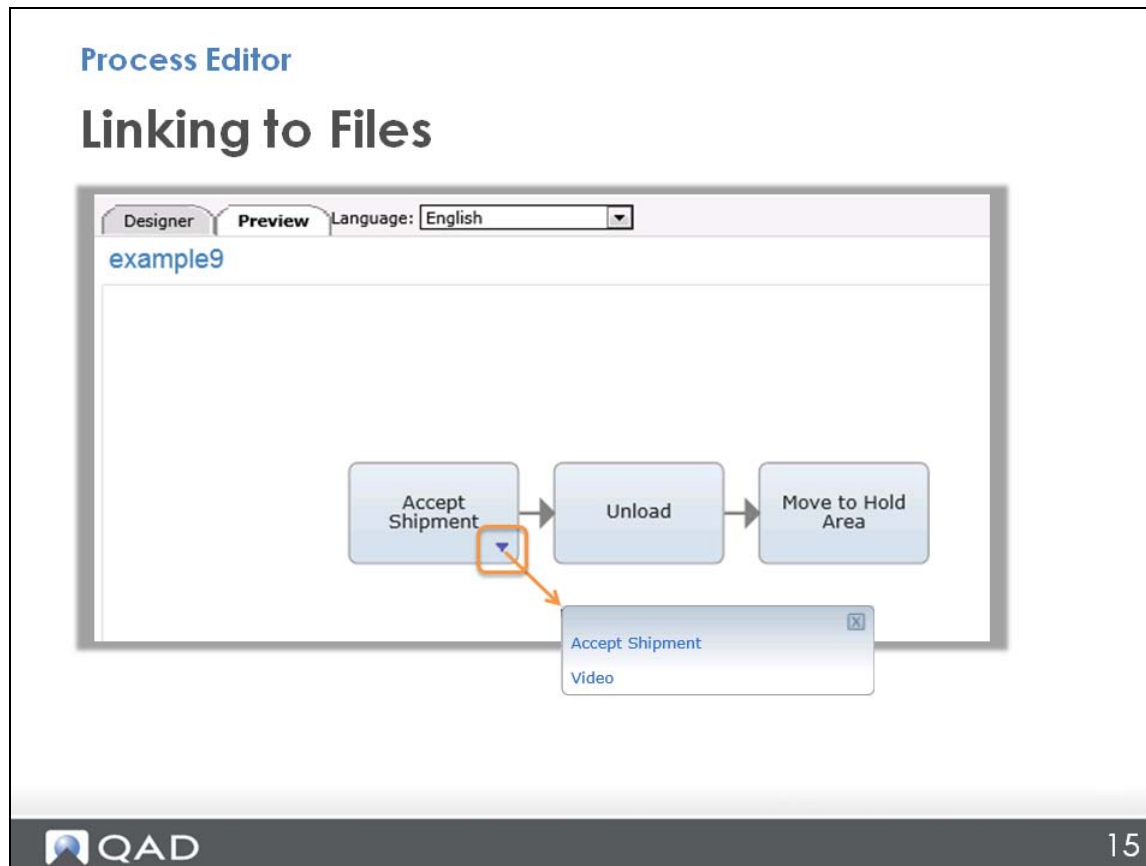 Process Editor
Linking to Files
Designer Preview Language: English
example9
Accept
Shipment
Unload
Move to Hold
Area
X
Accept Shipment
Video
QAD
15